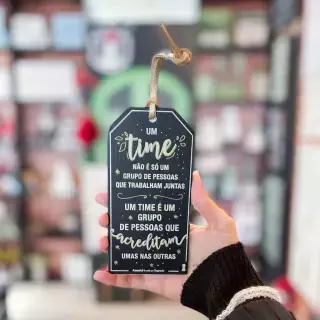 UM
time
NÃO É SÓ UM
GRUPO DE PESSOAS
QUE TRABALHAM JUNTAS
UM TIME É UM
GRUPO
DE PESSOAS QUE
acreditam
UMAS NAS OUTRAS